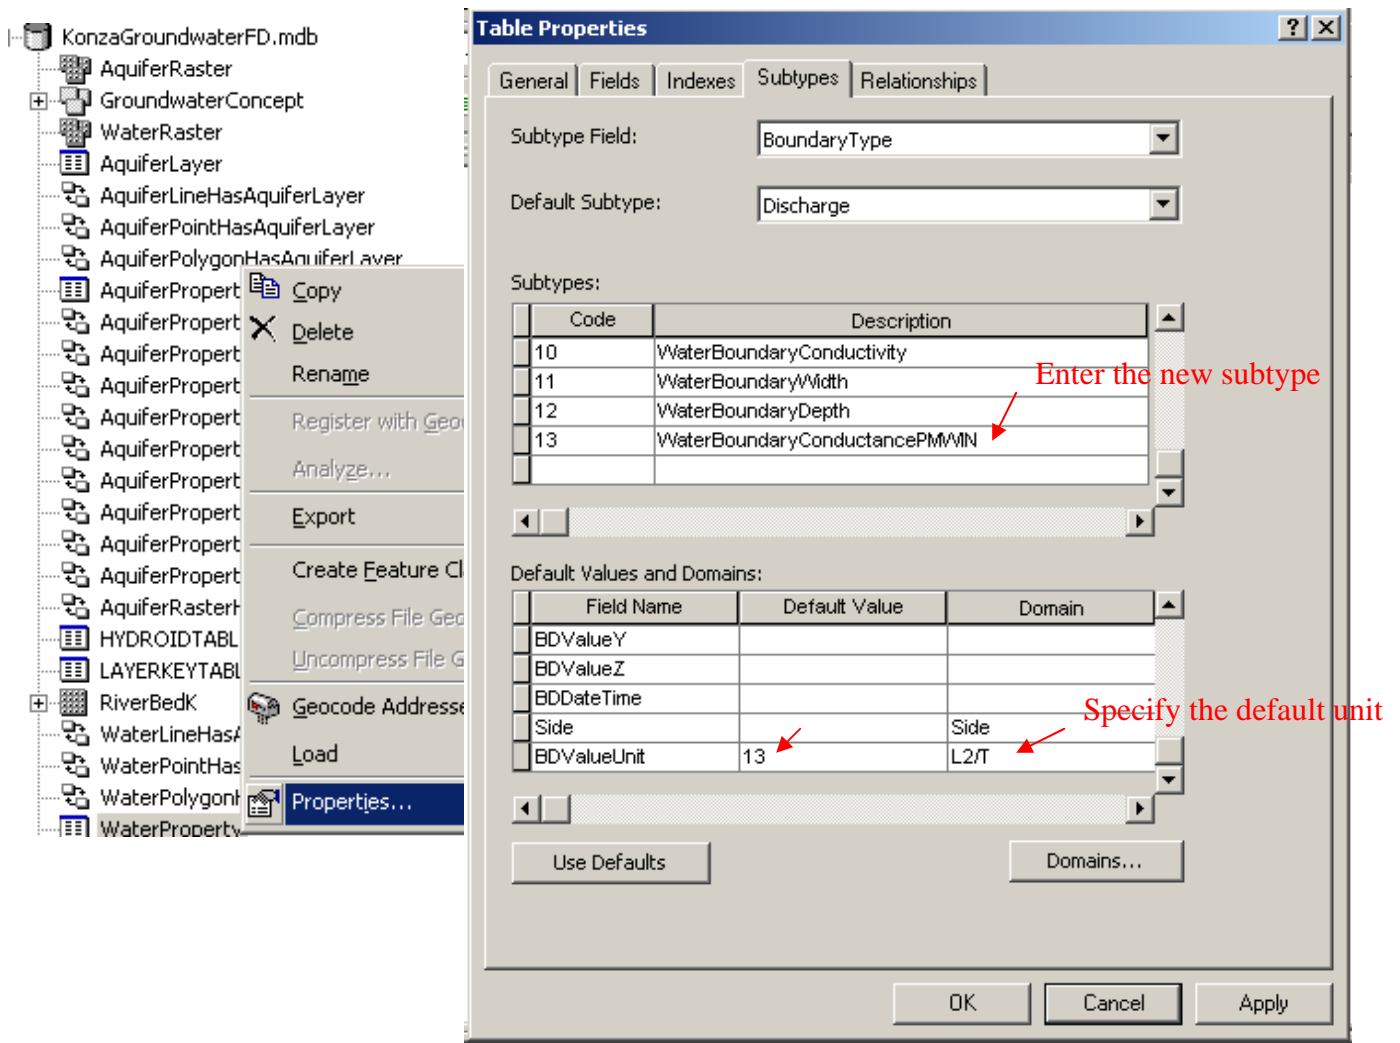 KonzaGroundwaterFD.mdb
AquiferRaster
GroundwaterConcept
WaterRaster
AquiferLayer
AquiferLineHasAquiferLayer
AquiferPointHasAquiferLayer
AquiferPolygonHasAquiferLayer
AquiferPropert
AquiferPropert
AquiferPropert
AquiferPropert
AquiferPropert
AquiferPropert
AquiferPropert
AquiferPropert
AquiferPropert
AquiferPropert
AquiferRasterH
HYDROIDTABL
LAYERKEYTABL
RiverBedK
WaterLineHasA
WaterPointHas
WaterPolygonH
WaterProperty
Copy
Delete
Rename
Register with Geo
Analyze...
Export
Create Feature Cl
Compress File Geo
Uncompress File G
Geocode Addresse
Load
Properties...
Table Properties
General Fields Indexes Subtypes Relationships
Subtype Field: BoundaryType
Default Subtype: Discharge
Subtypes:
Code Description
10 WaterBoundaryConductivity
11 WaterBoundaryWidth
12 WaterBoundaryDepth
13 WaterBoundaryConductancePMWIN
Enter the new subtype
Default Values and Domains:
Field Name Default Value Domain
BDValueY
BDValueZ
BDDateTime
Side Side
BDValueUnit 13 L2/T
Specify the default unit
Use Defaults Domains...
OK Cancel Apply